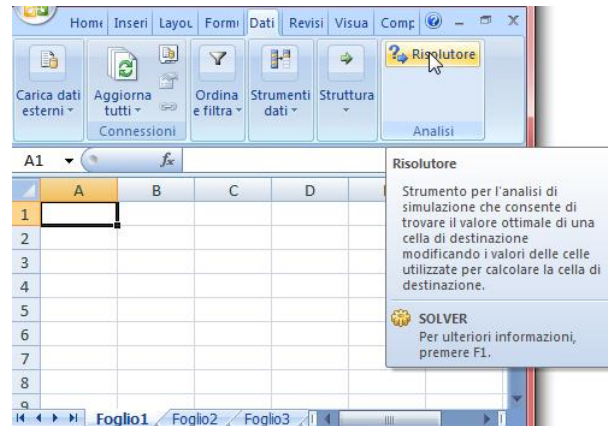 Home Inseri Layou Formu Dati Revisi Visua Comp
Risolutore
Carica dati esterni
Aggiorna tutti
Ordina e filtra
Strumenti dati
Struttura
Connessioni
Analisi
A1
fx
A B C D
1
2
3
4
5
6
7
8
9
Foglio1 Foglio2 Foglio3
Risolutore
Strumento per l'analisi di
simulazione che consente di
trovare il valore ottimale di una
cella di destinazione
modificando i valori delle celle
utilizzate per calcolare la cella di
destinazione.
SOLVER
Per ulteriori informazioni,
premere F1.